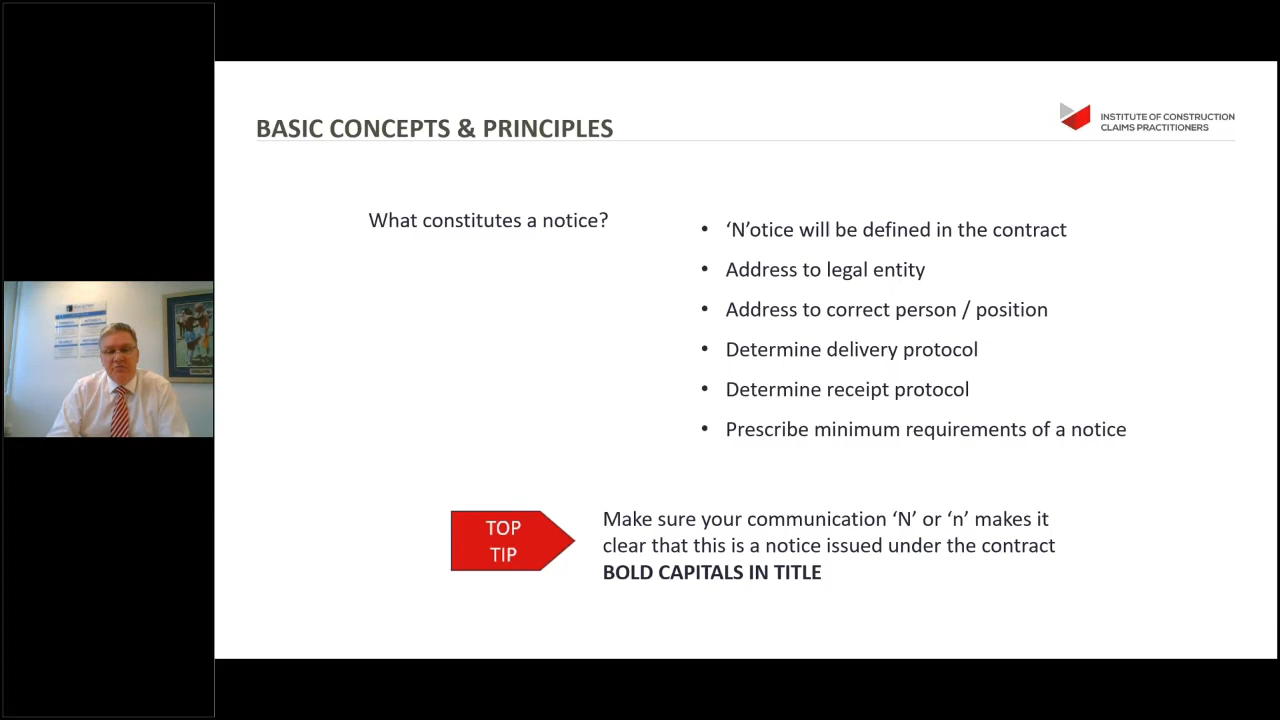 BASIC CONCEPTS & PRINCIPLES
INSTITUTE OF CONSTRUCTION
CLAIMS PRACTITIONERS
What constitutes a notice?
• ‘N’otice will be defined in the contract
• Address to legal entity
• Address to correct person / position
• Determine delivery protocol
• Determine receipt protocol
• Prescribe minimum requirements of a notice
TOP
TIP
Make sure your communication ‘N’ or ‘n’ makes it
clear that this is a notice issued under the contract
BOLD CAPITALS IN TITLE